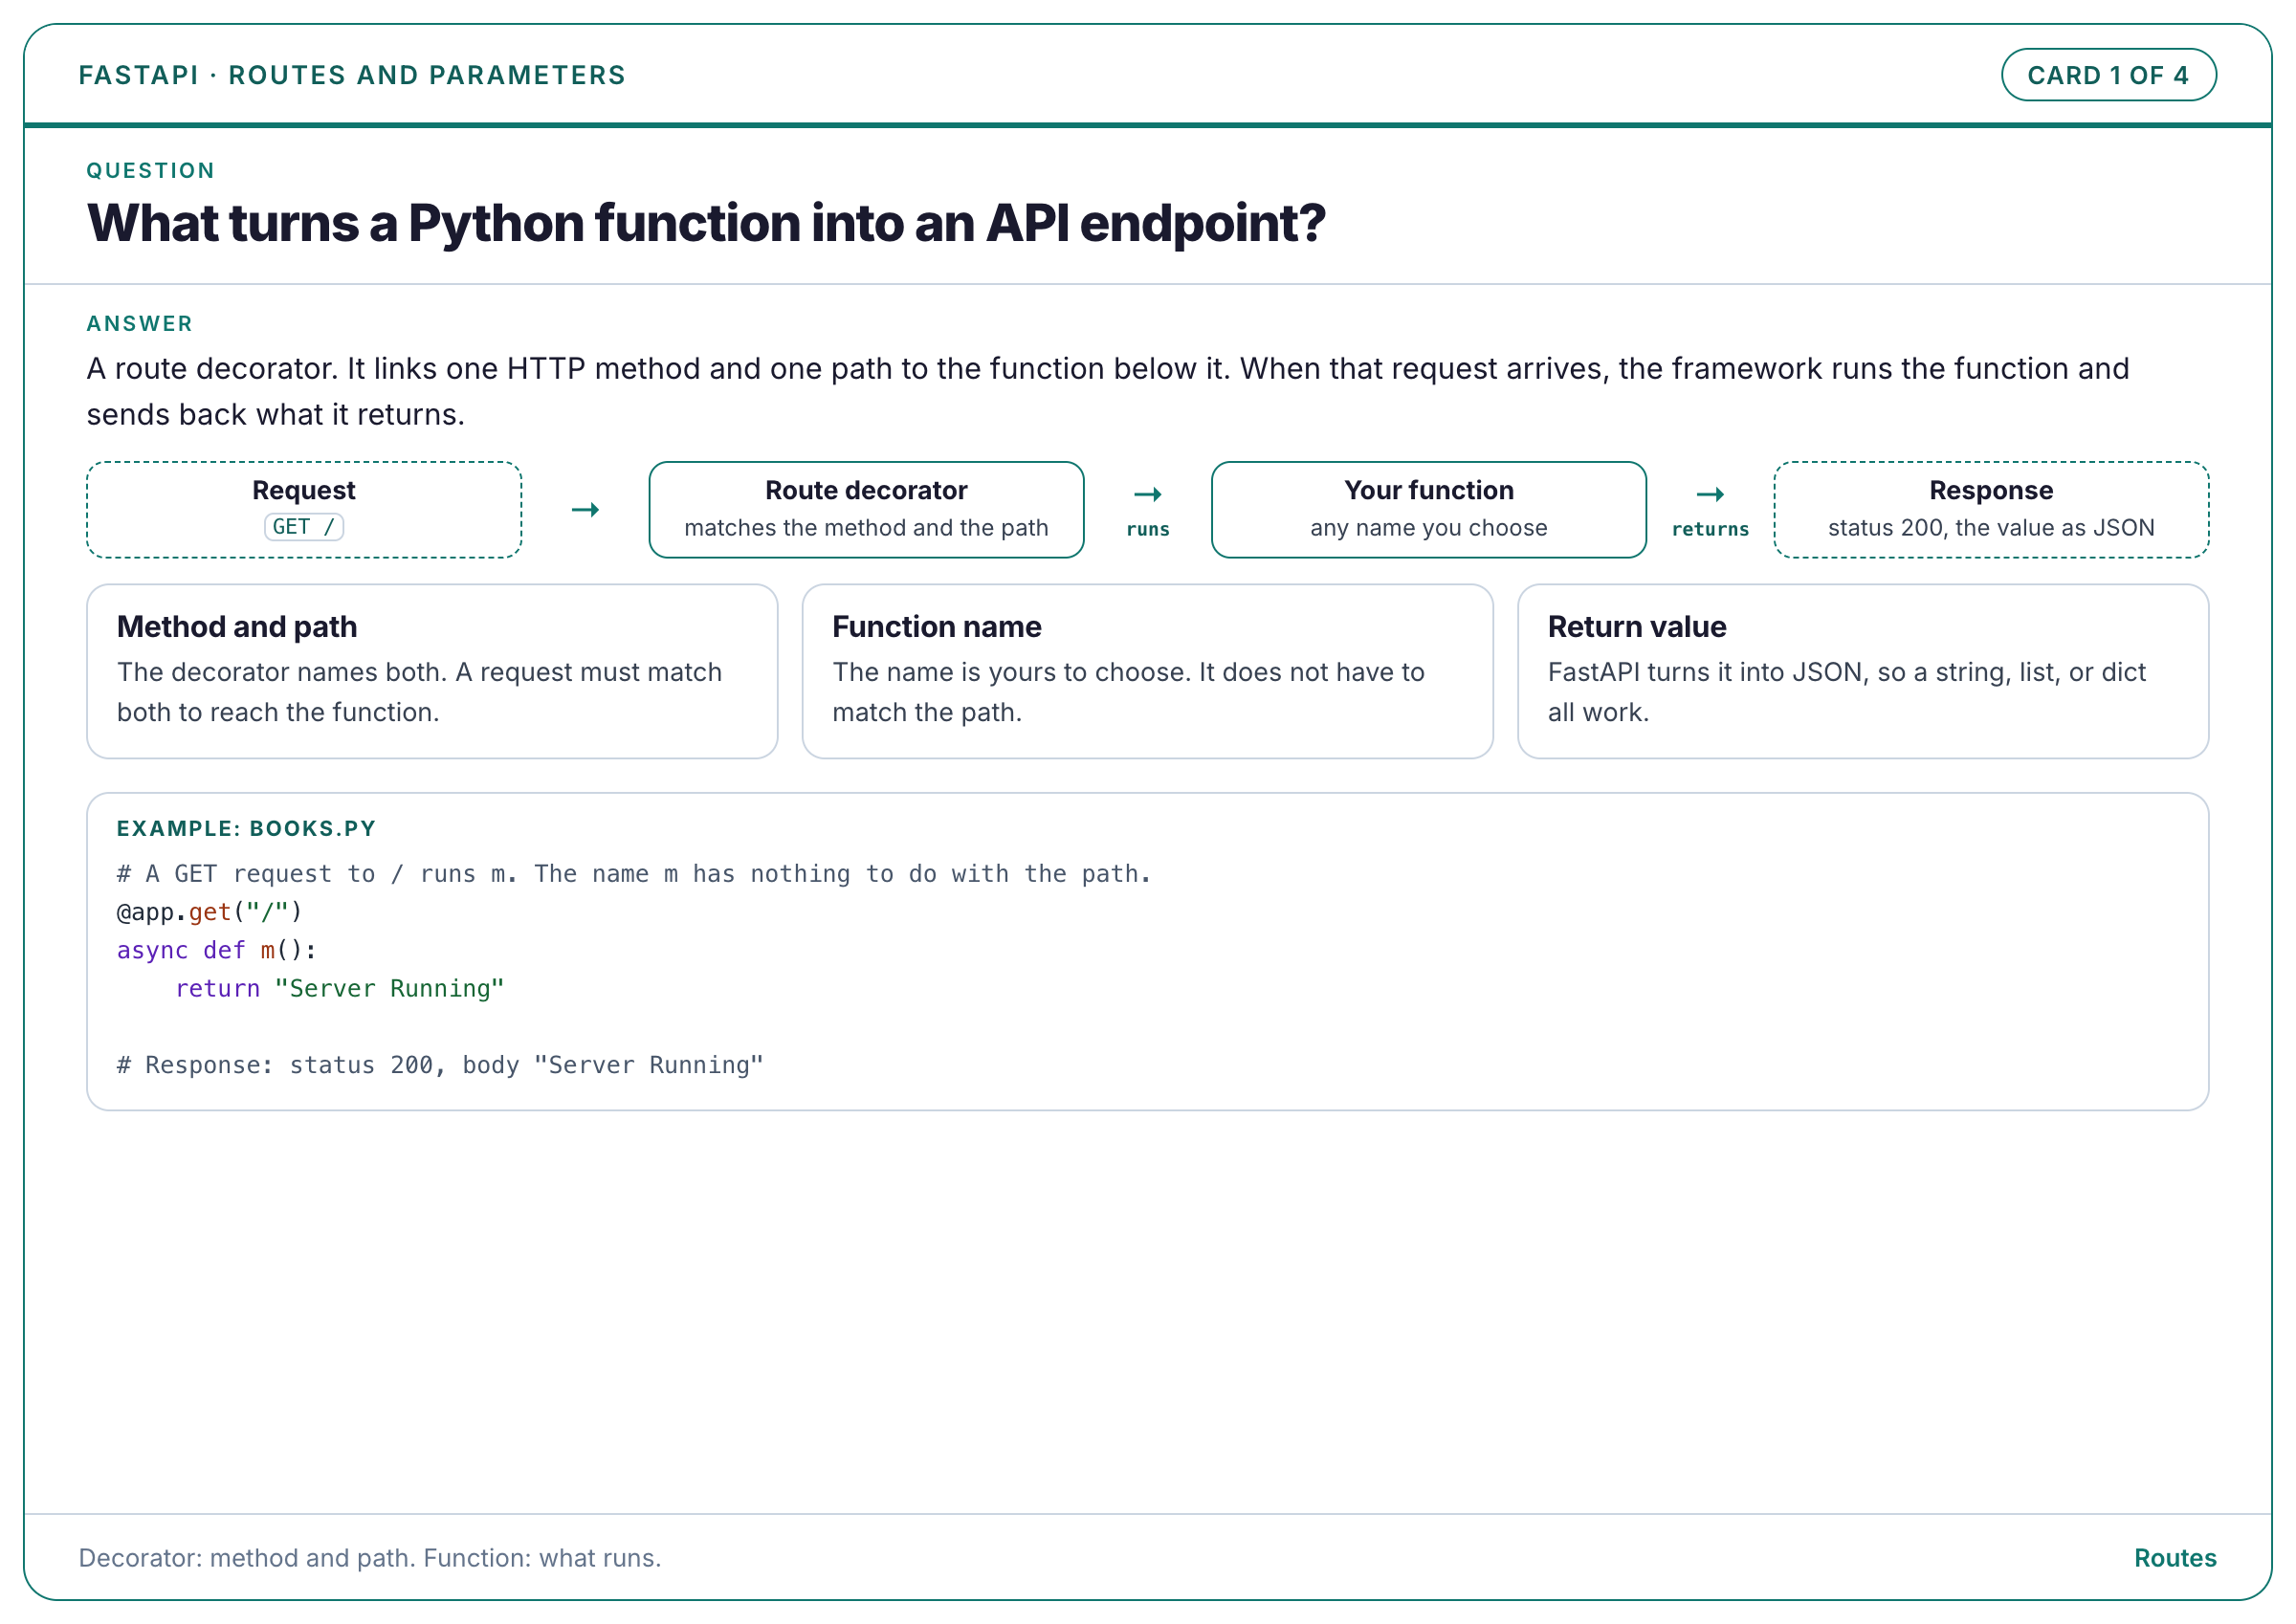 FASTAPI · ROUTES AND PARAMETERS
CARD 1 OF 4
QUESTION
What turns a Python function into an API endpoint?
ANSWER
A route decorator. It links one HTTP method and one path to the function below it. When that request arrives, the framework runs the function and
sends back what it returns.
Request
GET /
→
Route decorator
matches the method and the path
→
runs
Your function
any name you choose
→
returns
Response
status 200, the value as JSON
Method and path
The decorator names both. A request must match
both to reach the function.
Function name
The name is yours to choose. It does not have to
match the path.
Return value
FastAPI turns it into JSON, so a string, list, or dict
all work.
EXAMPLE: BOOKS.PY
# A GET request to / runs m. The name m has nothing to do with the path.
@app.get("/")
async def m():
    return "Server Running"
# Response: status 200, body "Server Running"
Decorator: method and path. Function: what runs.
Routes